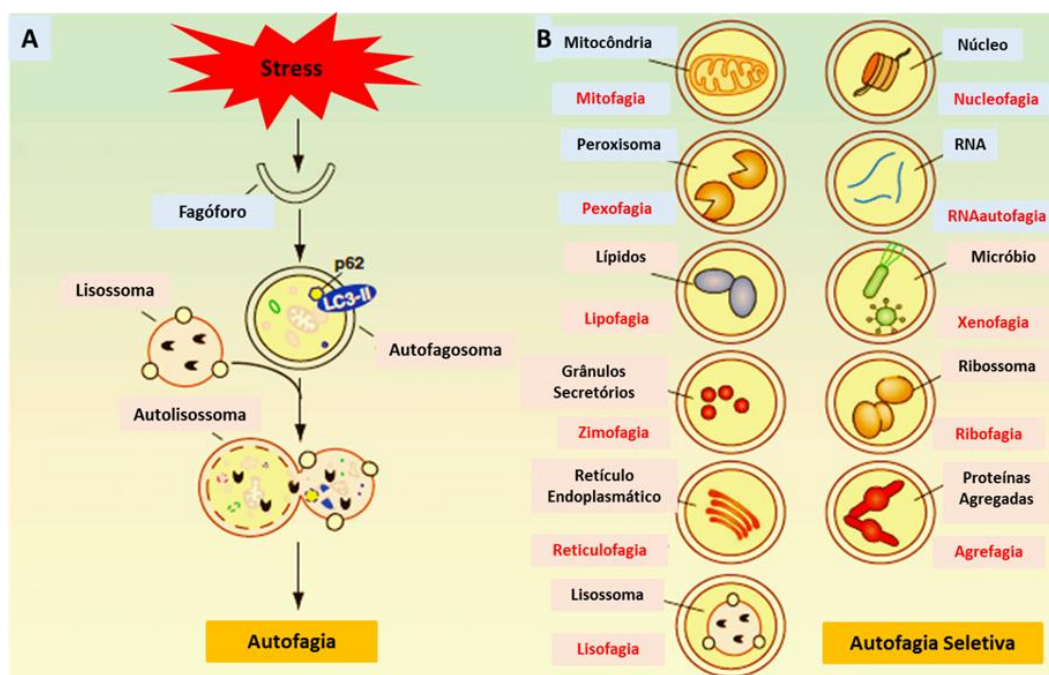 A
Stress
Fagóforo
p62
LC3-II
Lisossoma
Autofagosoma
Autolisossoma
Autofagia
B
Mitocôndria
Mitofagia
Núcleo
Nucleofagia
Peroxisoma
Pexofagia
RNA
RNAautofagia
Lípidos
Lipofagia
Micróbio
Xenofagia
Grânulos
Secretórios
Zimofagia
Ribossoma
Ribofagia
Retículo
Endoplasmático
Reticulofagia
Proteínas
Agregadas
Agrefagia
Lisossoma
Lisofagia
Autofagia Seletiva